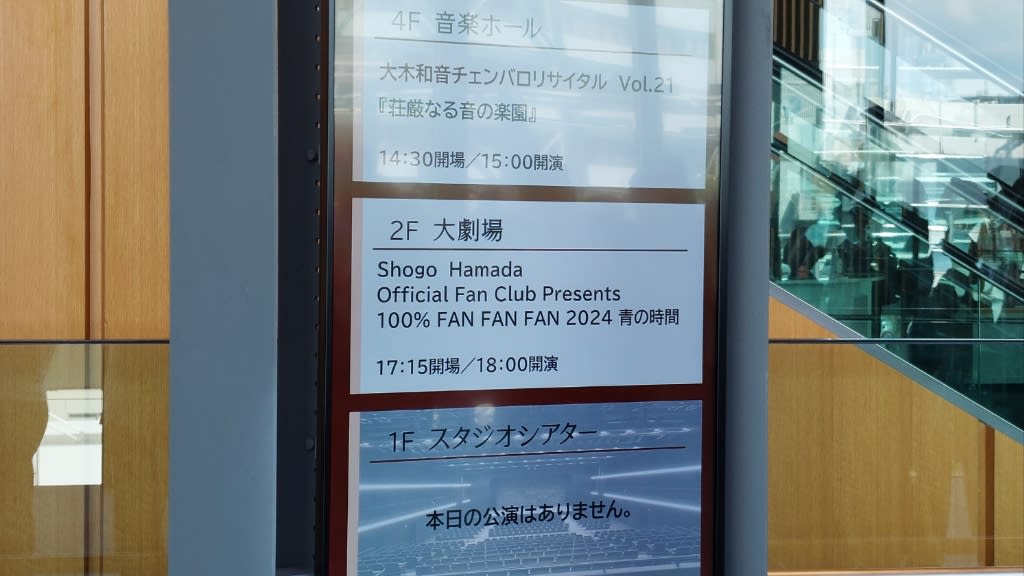 4F 音楽ホール
大木和音チェンバロリサイタル Vol.21
『荘厳なる音の楽園』
14:30開場／15:00開演
2F 大劇場
Shogo Hamada
Official Fan Club Presents
100% FAN FAN FAN 2024 青の時間
17:15開場／18:00開演
1F スタジオシアター
本日の公演はありません。